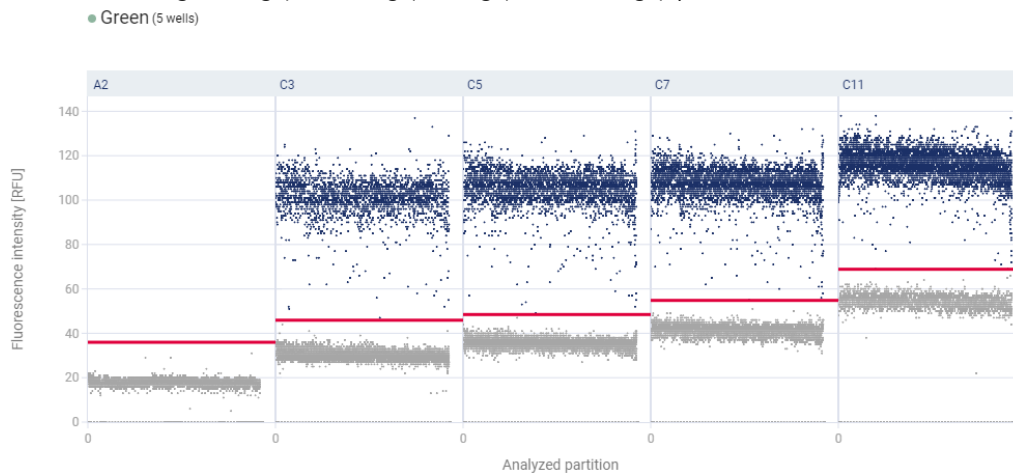 Green (5 wells)
A2 C3 C5 C7 C11
140
120
100
80
60
40
20
0
0 0 0 0 0
Fluorescence intensity [RFU]
Analyzed partition